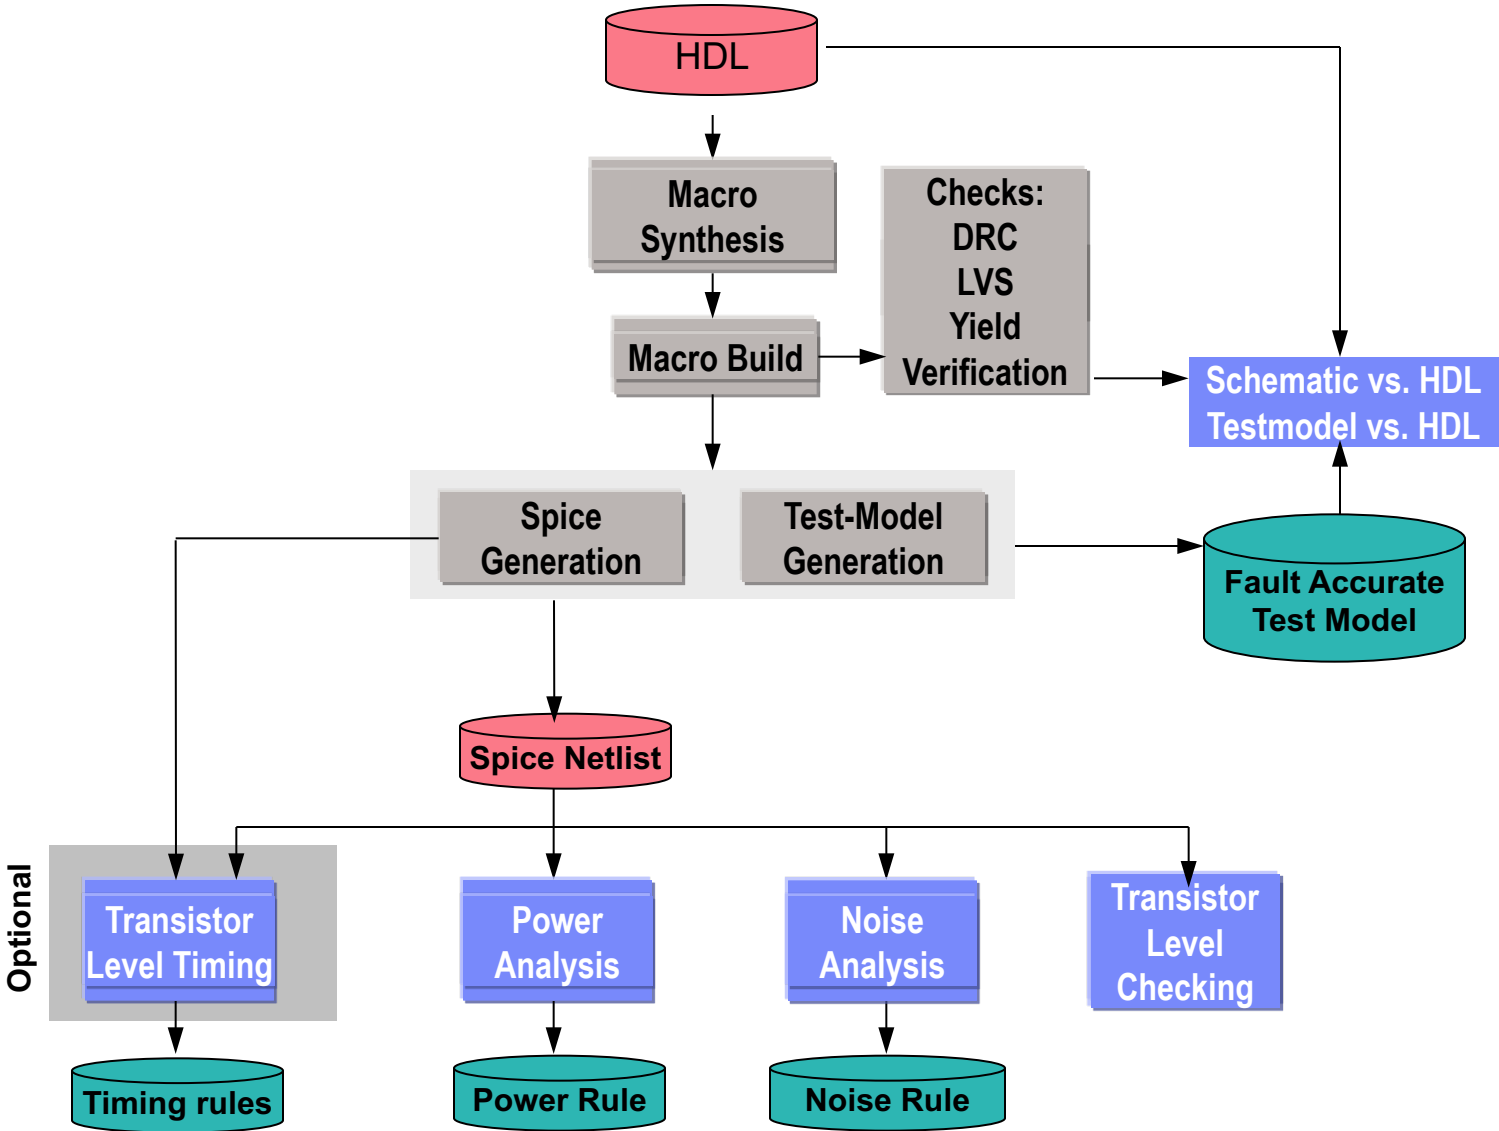 HDL
Macro
Synthesis
Checks:
DRC
LVS
Yield
Verification
Macro Build
Schematic vs. HDL
Testmodel vs. HDL
Spice
Generation
Test-Model
Generation
Fault Accurate
Test Model
Spice Netlist
Optional
Transistor
Level Timing
Power
Analysis
Noise
Analysis
Transistor
Level
Checking
Timing rules
Power Rule
Noise Rule